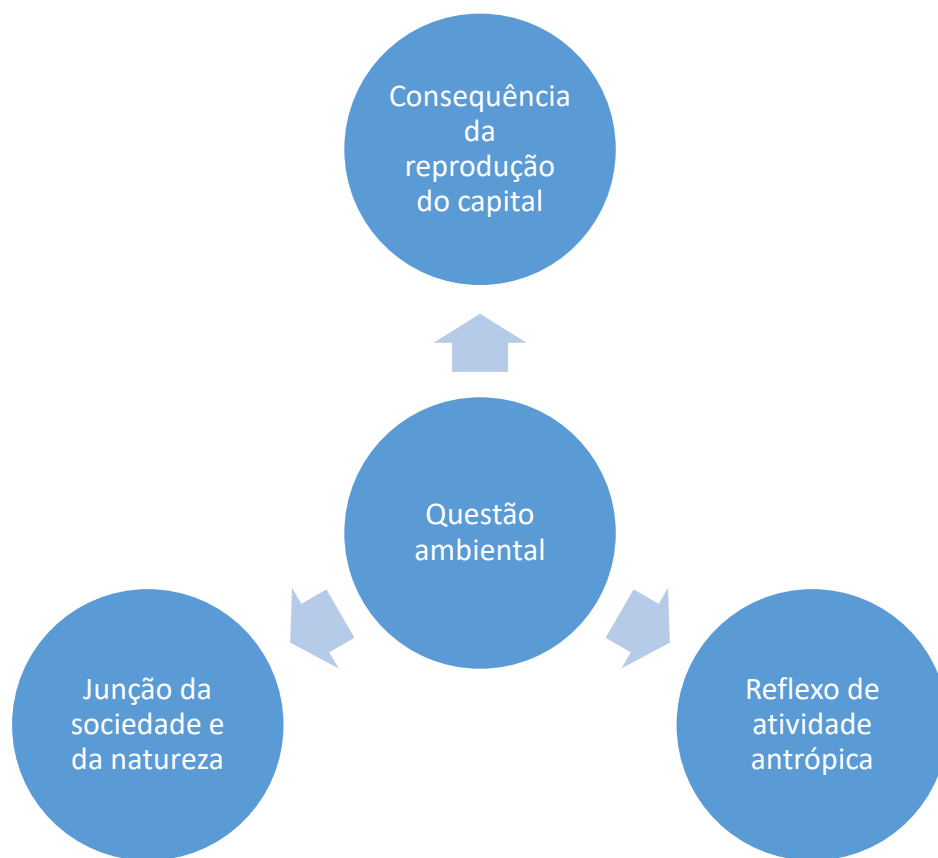 Consequência
da
reprodução
do capital
Questão
ambiental
Junção da
sociedade e
da natureza
Reflexo de
atividade
antrópica